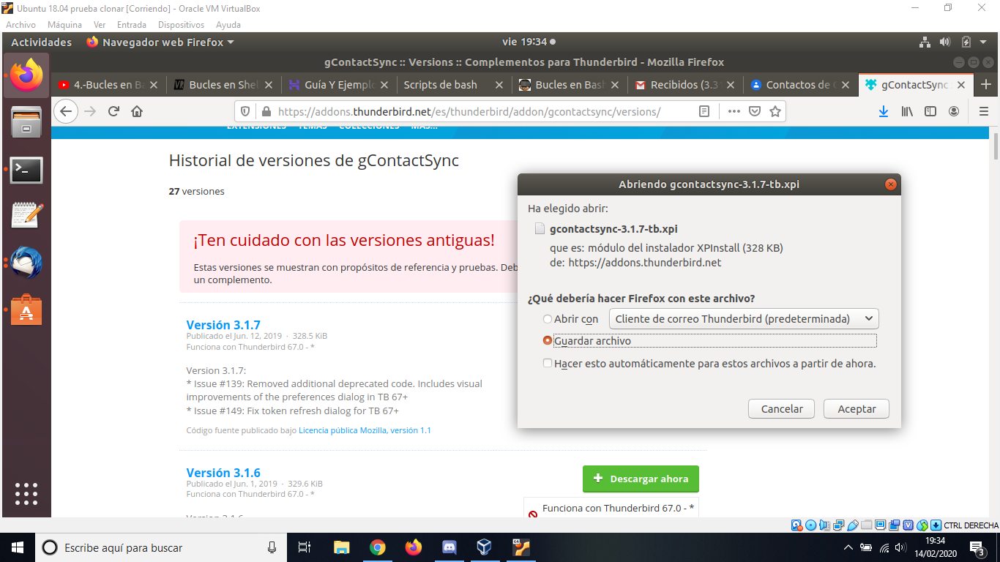 Ubuntu 18.04 prueba clonar [Corriendo] - Oracle VM VirtualBox
Archivo Máquina Ver Entrada Dispositivos Ayuda
Actividades Navegador web Firefox vie 19:34
gContactSync :: Versions :: Complementos para Thunderbird - Mozilla Firefox
4.-Bucles en Ba Bucles en Shel Guía Y Ejemplo Scripts de bash Bucles en Bash Recibidos (3.3 Contactos de G gContactSync
https://addons.thunderbird.net/es/thunderbird/addon/gcontactsync/versions/
EXTENSIONES TEMAS COLECCIONES MÁS...
Historial de versiones de gContactSync
27 versiones
¡Ten cuidado con las versiones antiguas!
Estas versiones se muestran con propósitos de referencia y pruebas. Deb
un complemento.
Versión 3.1.7
Publicado el Jun. 12, 2019 · 328.5 KiB
Funciona con Thunderbird 67.0 - *
Version 3.1.7:
* Issue #139: Removed additional deprecated code. Includes visual
improvements of the preferences dialog in TB 67+
* Issue #149: Fix token refresh dialog for TB 67+
Código fuente publicado bajo Licencia pública Mozilla, versión 1.1
Versión 3.1.6
Publicado el Jun. 1, 2019 · 329.6 KiB
Funciona con Thunderbird 67.0 - *
Version 3.1.6
Descargar ahora
Funciona con Thunderbird 67.0 - *
Abriendo gcontactsync-3.1.7-tb.xpi
Ha elegido abrir:
gcontactsync-3.1.7-tb.xpi
que es: módulo del instalador XPInstall (328 KB)
de: https://addons.thunderbird.net
¿Qué debería hacer Firefox con este archivo?
Abrir con Cliente de correo Thunderbird (predeterminada)
Guardar archivo
Hacer esto automáticamente para estos archivos a partir de ahora.
Cancelar Aceptar
CTRL DERECHA
Escribe aquí para buscar
19:34
14/02/2020
3